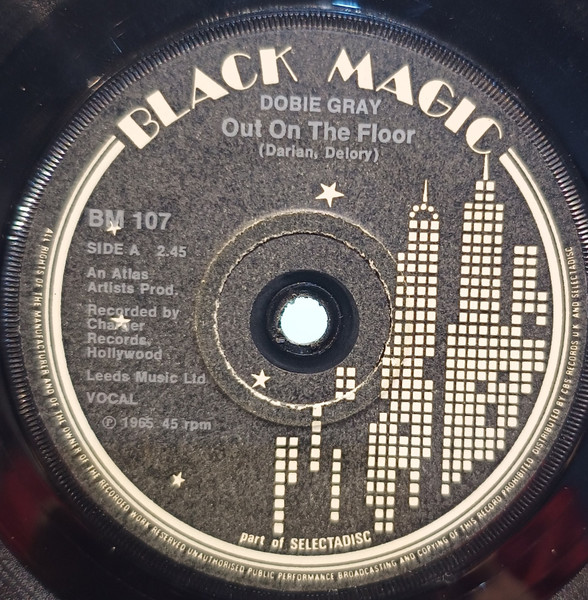 BLACK MAGIC
DOBIE GRAY
Out On The Floor
(Darian, Delory)
BM 107
SIDE A 2.45
An Atlas
Artists Prod.
Recorded by
Charger
Records,
Hollywood
Leeds Music Ltd
VOCAL
℗ 1965 45 rpm
part of SELECTADISC
ALL RIGHTS OF THE MANUFACTURER AND OF THE OWNER OF THE RECORDED WORK RESERVED UNAUTHORISED PUBLIC PERFORMANCE BROADCASTING AND COPYING OF THIS RECORD PROHIBITED DISTRIBUTED BY CBS RECORDS U.K. AND SELECTADISC